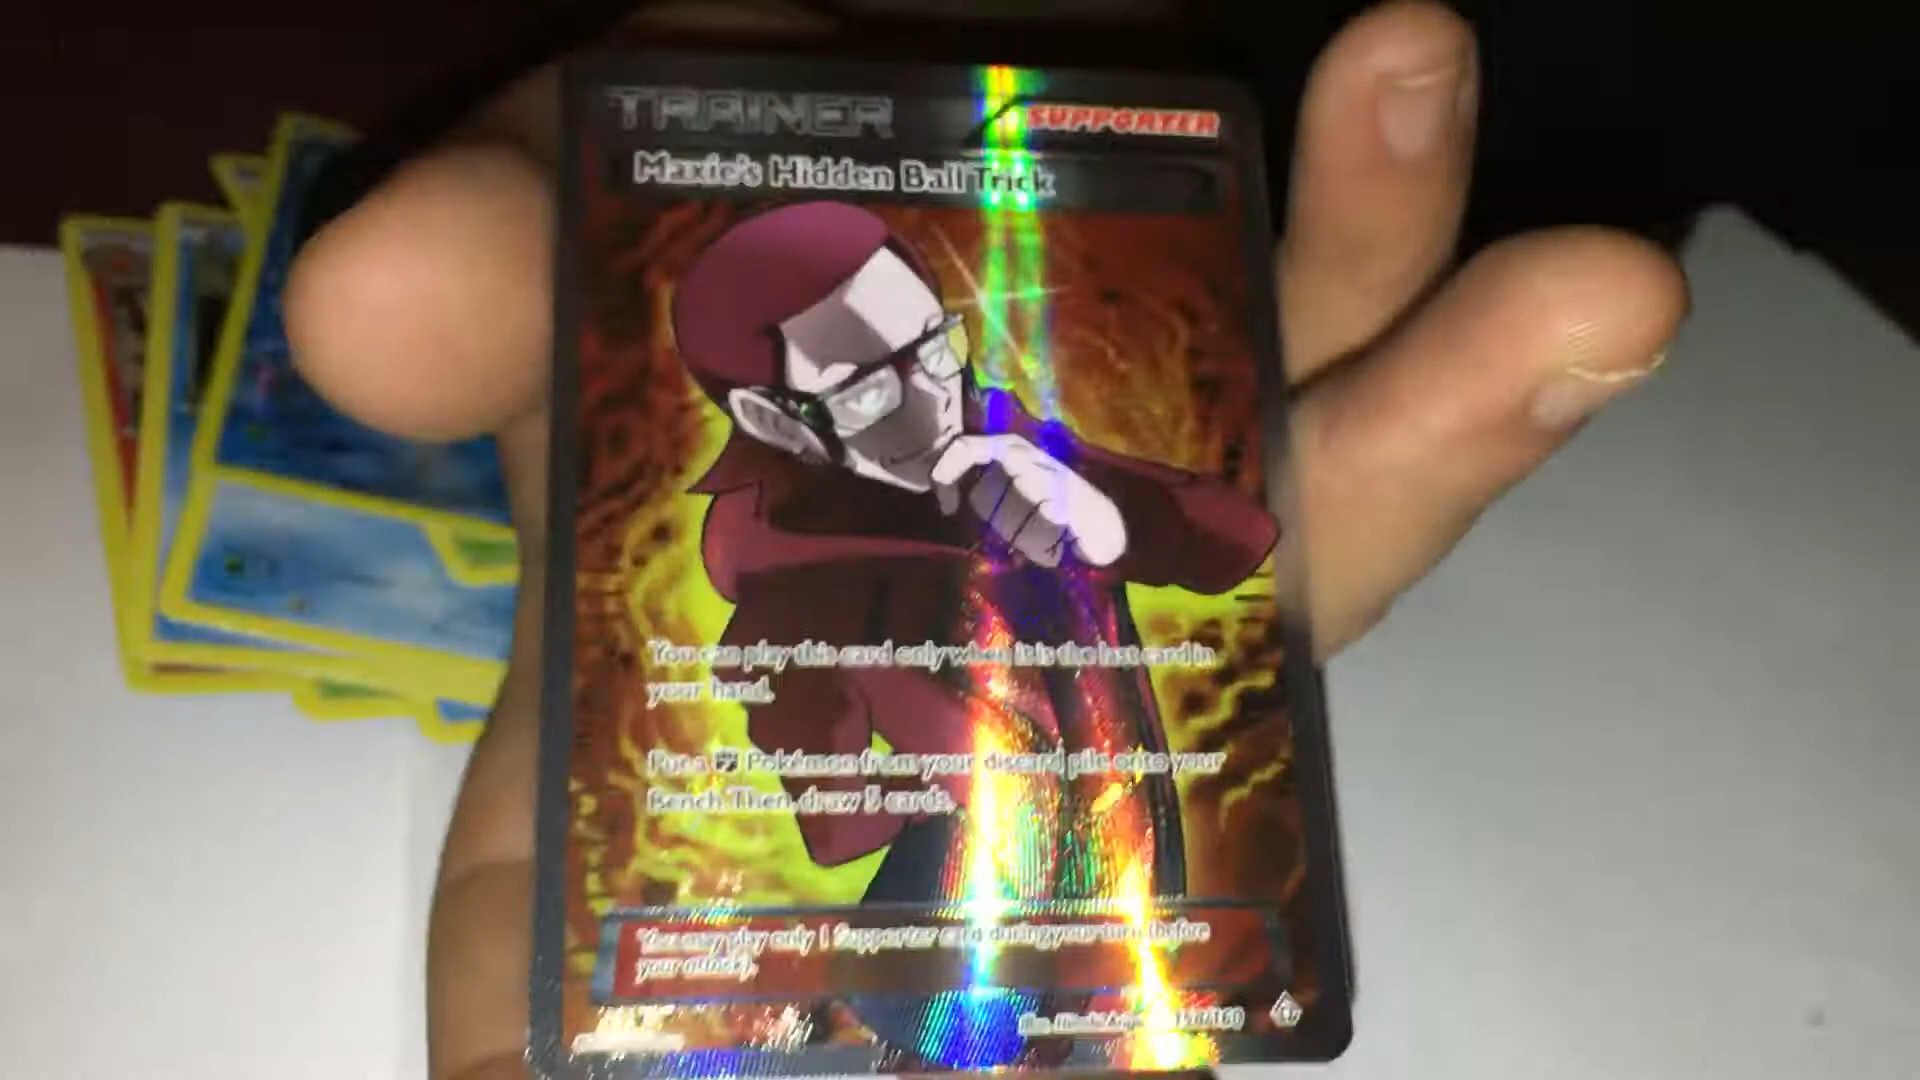 TRAINER
SUPPORTER
Maxie's Hidden Ball Trick
You can play this card only when it is the last card in
your hand.
Put a Pokémon from your discard pile onto your
Bench. Then, draw 5 cards.
You may play only 1 Supporter card during your turn (before
your attack).
158/160